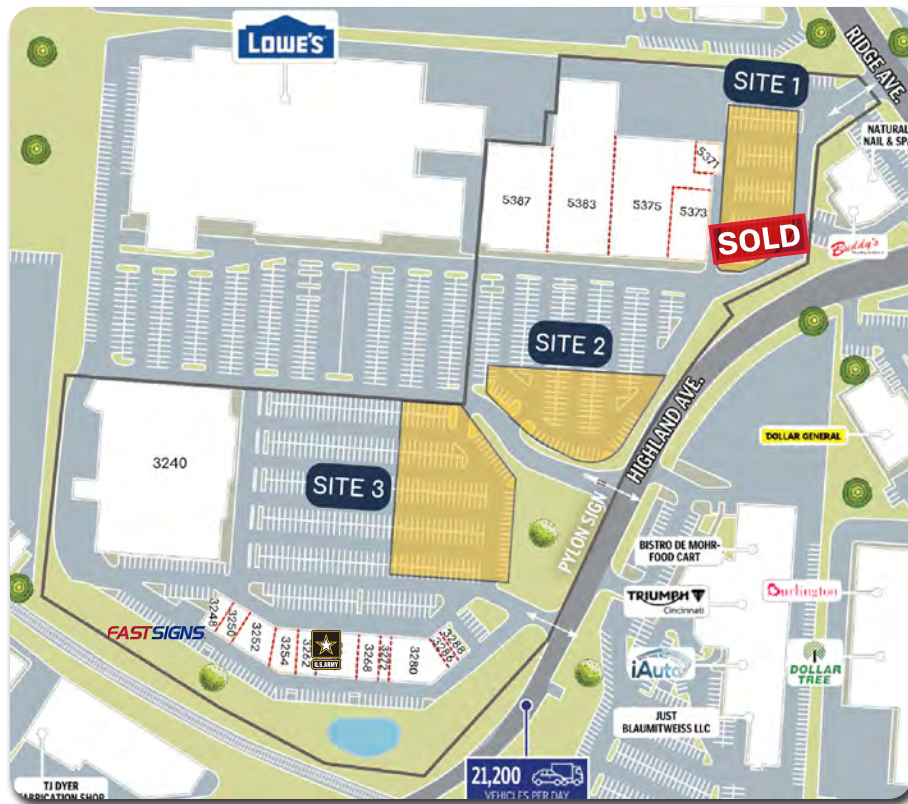 LOWE'S
RIDGE AVE.
SITE 1
NATURAL
NAIL & SPA
5371
5387
5383
5375
5373
SOLD
Buddy's
SITE 2
HIGHLAND AVE.
DOLLAR GENERAL
3240
SITE 3
PYLON SIGN
BISTRO DE MOHR-
FOOD CART
TRIUMPH
Cincinnati
Burlington
FASTSIGNS
3248
3250
3252
3254
3262
U.S. ARMY
3268
3272
3280
3286
3288
iAuto
DOLLAR
TREE
JUST
BLAUMITWEISS LLC
21,200
VEHICLES PER DAY
TJ DYER
FABRICATION SHOP